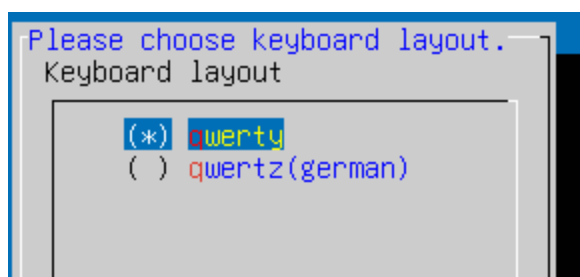 Please choose keyboard layout.
Keyboard layout
(*) qwerty
( ) qwertz(german)